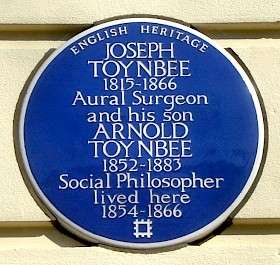 ENGLISH HERITAGE
JOSEPH
TOYNBEE
1815-1866
Aural Surgeon
and his son
ARNOLD
TOYNBEE
1852-1883
Social Philosopher
lived here
1854-1866